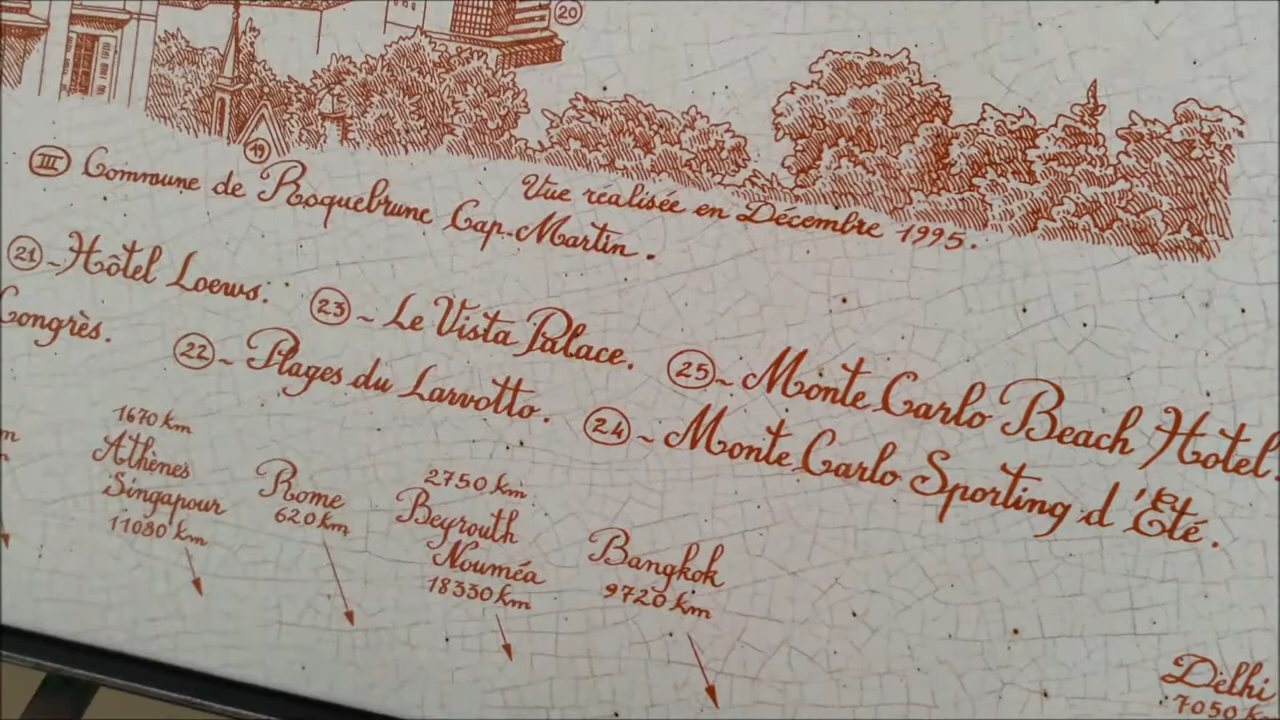 20
19
III Commune de Roquebrune Cap-Martin.
Vue réalisée en Décembre 1995.
21 ~ Hôtel Loews.
Congrès.
22 ~ Plages du Larvotto.
23 ~ Le Vista Palace.
24 ~ Monte Carlo Sporting d'Eté.
25 ~ Monte Carlo Beach Hotel.
1670 km
Athènes
Singapour
11080 km
Rome
620 km
2750 km
Beyrouth
Nouméa
18330 km
Bangkok
9720 km
Delhi
7050 k